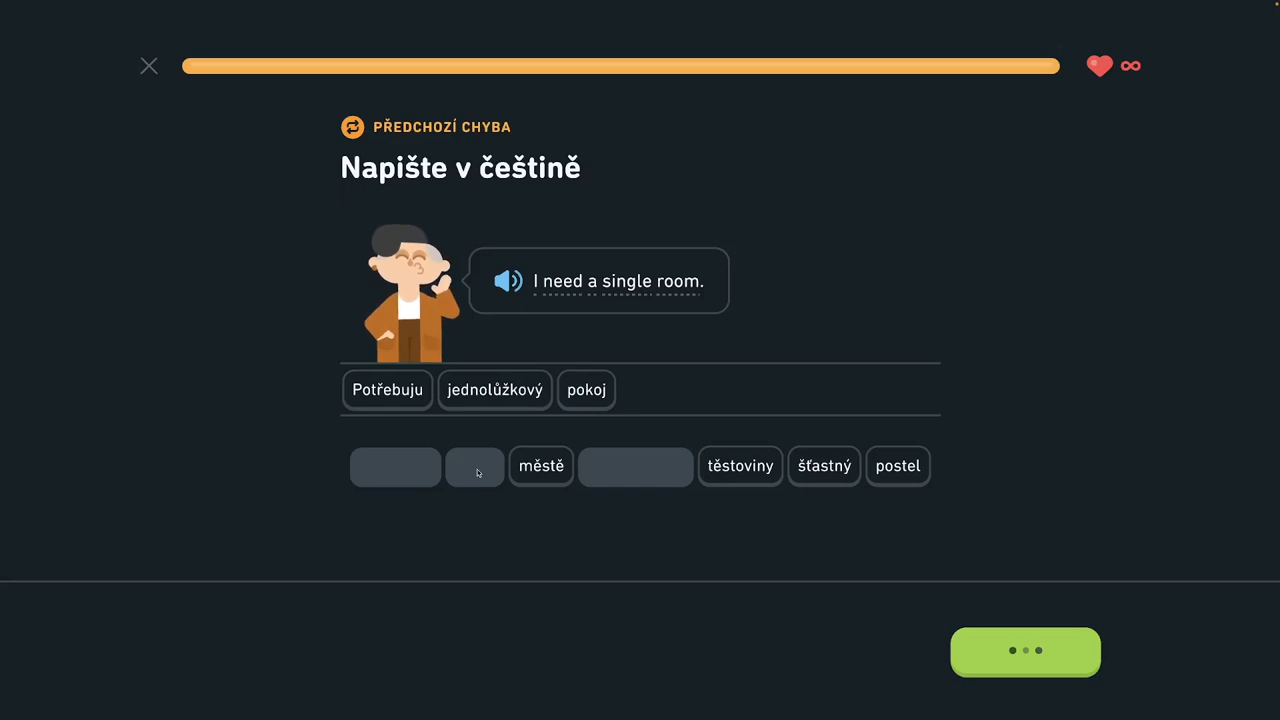 PŘEDCHOZÍ CHYBA
Napište v češtině
I need a single room.
Potřebuju jednolůžkový pokoj
městě těstoviny šťastný postel